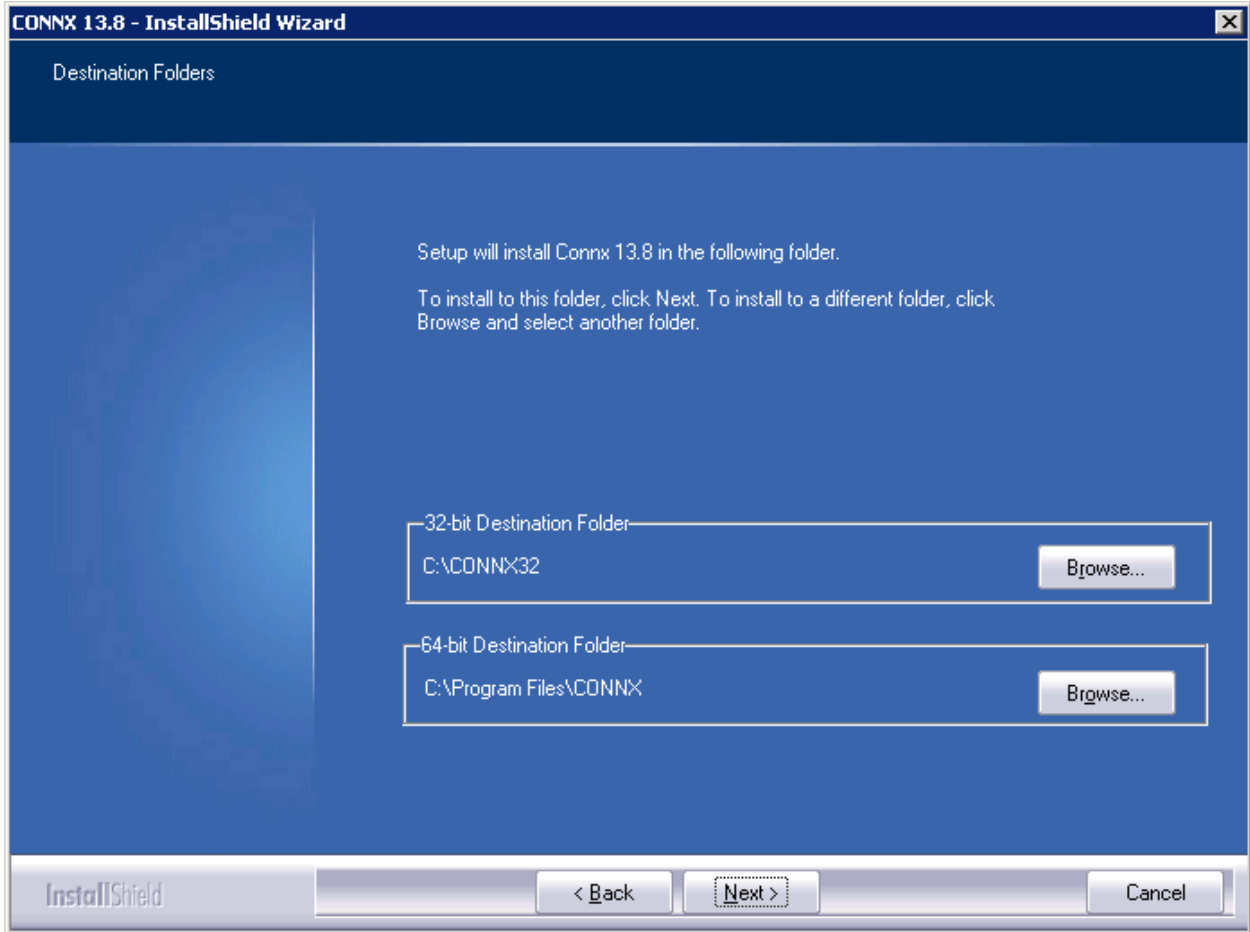 CONNX 13.8 - InstallShield Wizard
Destination Folders
Setup will install Connx 13.8 in the following folder.
To install to this folder, click Next. To install to a different folder, click
Browse and select another folder.
32-bit Destination Folder
C:\CONNX32
Browse...
64-bit Destination Folder
C:\Program Files\CONNX
Browse...
InstallShield
< Back
Next >
Cancel